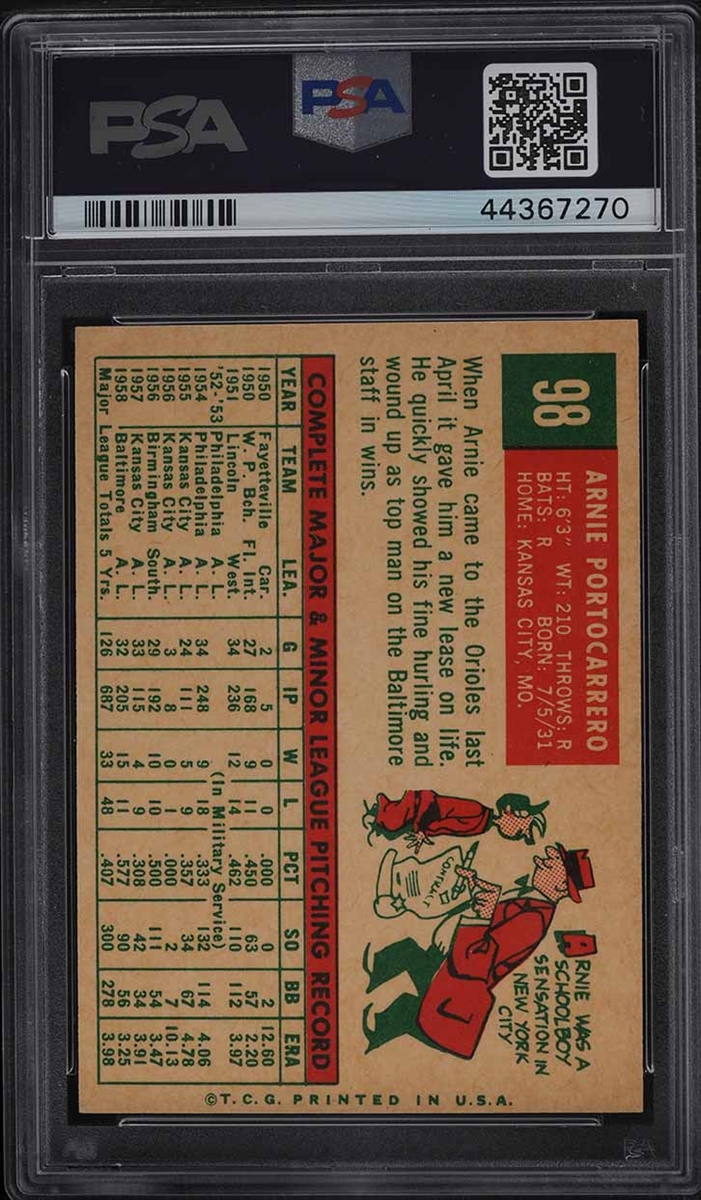 PSA
PSA
44367270
98
ARNIE PORTOCARRERO
HT: 6'3" WT: 210 THROWS: R
BATS: R BORN: 7/5/31
HOME: KANSAS CITY, MO.
When Arnie came to the Orioles last
April it gave him a new lease on life.
He quickly showed his fine hurling and
wound up as top man on the Baltimore
staff in wins.
ARNIE WAS A
SCHOOLBOY
SENSATION IN
NEW YORK
CITY
CONTRACT
COMPLETE MAJOR & MINOR LEAGUE PITCHING RECORD
YEAR TEAM LEA. G IP W L PCT SO BB ERA
1950 Fayetteville Car. 2 5 0 0 .000 0 2 12.60
1950 W. P. Bch. Fl. Int. 27 168 9 11 .450 63 57 2.20
1951 Lincoln West. 34 236 12 14 .462 110 112 3.97
'52-'53 Philadelphia A. L. (In Military Service)
1954 Philadelphia A. L. 34 248 9 18 .333 132 114 4.06
1955 Kansas City A. L. 24 111 5 9 .357 34 67 4.78
1956 Kansas City A. L. 3 8 0 1 .000 2 7 10.13
1956 Birmingham South. 29 192 10 10 .500 111 54 3.47
1957 Kansas City A. L. 33 115 4 9 .308 42 34 3.91
1958 Baltimore A. L. 32 205 15 11 .577 90 56 3.25
Major League Totals 5 Yrs. 126 687 33 48 .407 300 278 3.98
© T.C.G. PRINTED IN U.S.A.
PSA